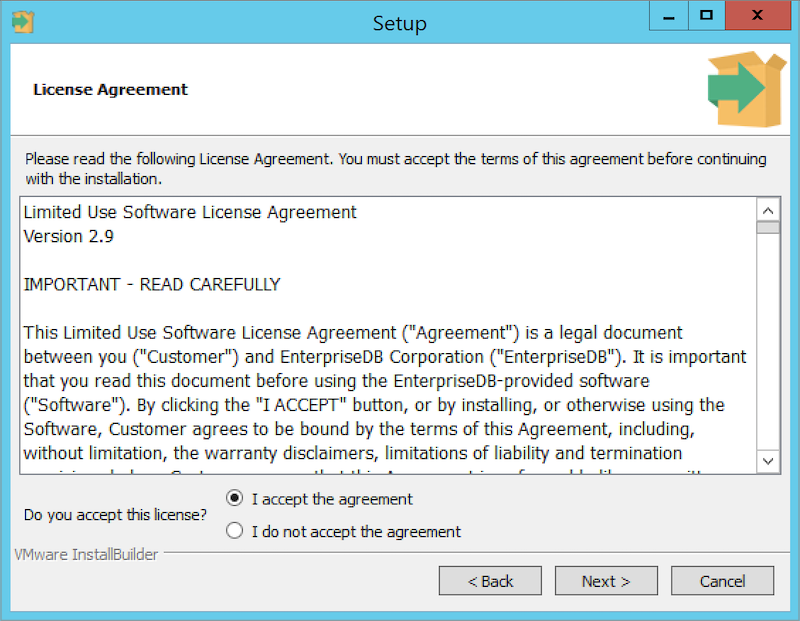 Setup
License Agreement
Please read the following License Agreement. You must accept the terms of this agreement before continuing
with the installation.
Limited Use Software License Agreement
Version 2.9
IMPORTANT - READ CAREFULLY
This Limited Use Software License Agreement ("Agreement") is a legal document
between you ("Customer") and EnterpriseDB Corporation ("EnterpriseDB"). It is important
that you read this document before using the EnterpriseDB-provided software
("Software"). By clicking the "I ACCEPT" button, or by installing, or otherwise using the
Software, Customer agrees to be bound by the terms of this Agreement, including,
without limitation, the warranty disclaimers, limitations of liability and termination
Do you accept this license?
I accept the agreement
I do not accept the agreement
VMware InstallBuilder
< Back
Next >
Cancel